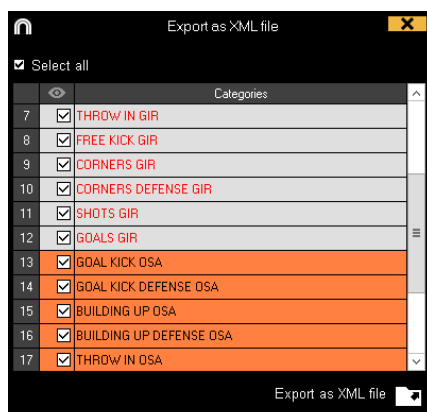 Export as XML file
Select all
Categories
7 THROW IN GIR
8 FREE KICK GIR
9 CORNERS GIR
10 CORNERS DEFENSE GIR
11 SHOTS GIR
12 GOALS GIR
13 GOAL KICK OSA
14 GOAL KICK DEFENSE OSA
15 BUILDING UP OSA
16 BUILDING UP DEFENSE OSA
17 THROW IN OSA
Export as XML file